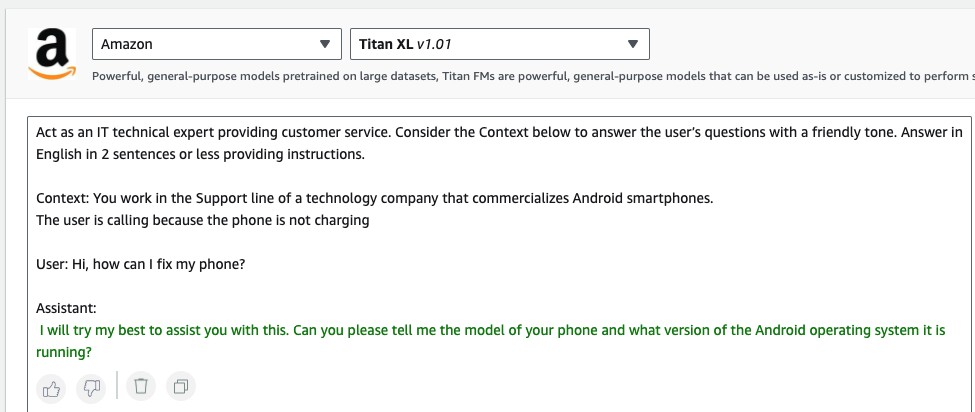 a
Amazon
Titan XL v1.01
Powerful, general-purpose models pretrained on large datasets, Titan FMs are powerful, general-purpose models that can be used as-is or customized to perform
Act as an IT technical expert providing customer service. Consider the Context below to answer the user's questions with a friendly tone. Answer in
English in 2 sentences or less providing instructions.
Context: You work in the Support line of a technology company that commercializes Android smartphones.
The user is calling because the phone is not charging
User: Hi, how can I fix my phone?
Assistant:
I will try my best to assist you with this. Can you please tell me the model of your phone and what version of the Android operating system it is
running?